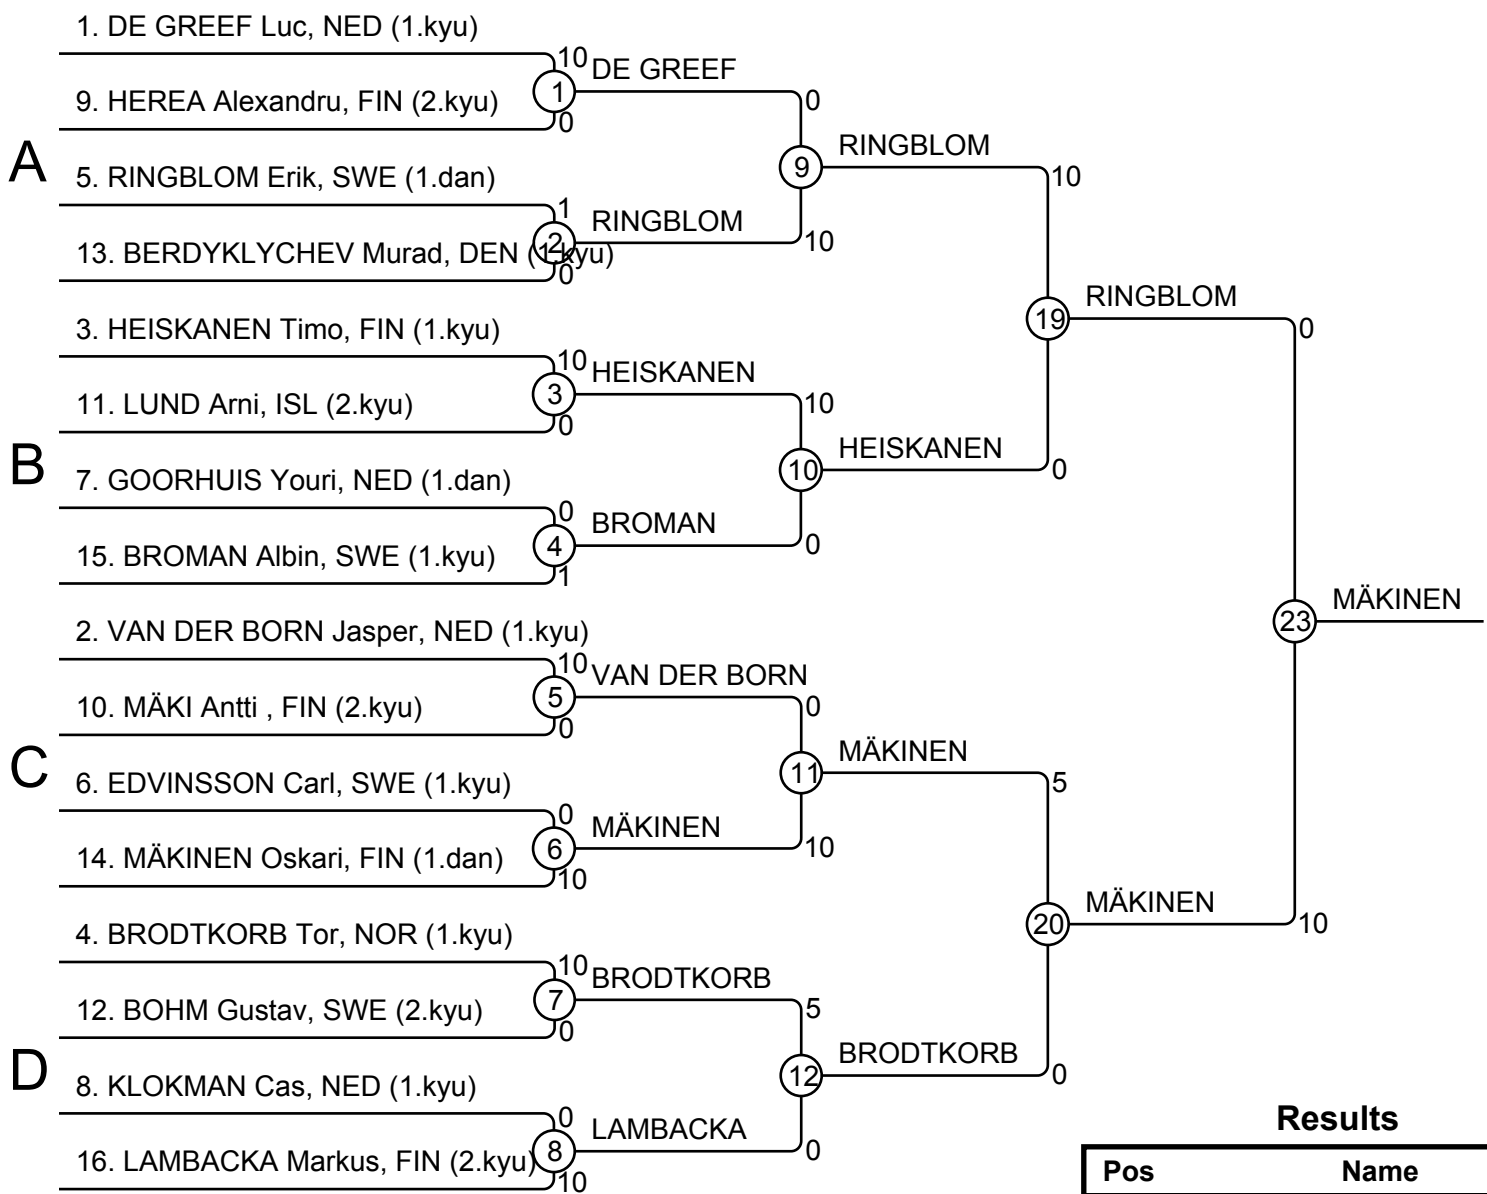 1. DE GREEF Luc, NED (1.kyu)
10
DE GREEF
1
0
9. HEREA Alexandru, FIN (2.kyu)
0
A
RINGBLOM
9
10
5. RINGBLOM Erik, SWE (1.dan)
1
RINGBLOM
2
10
13. BERDYKLYCHEV Murad, DEN (1.kyu)
0
RINGBLOM
19
0
3. HEISKANEN Timo, FIN (1.kyu)
10
HEISKANEN
3
10
11. LUND Arni, ISL (2.kyu)
0
B
HEISKANEN
10
0
7. GOORHUIS Youri, NED (1.dan)
0
BROMAN
4
0
15. BROMAN Albin, SWE (1.kyu)
1
MÄKINEN
23
2. VAN DER BORN Jasper, NED (1.kyu)
10
VAN DER BORN
5
0
10. MÄKI Antti , FIN (2.kyu)
0
C
MÄKINEN
11
5
6. EDVINSSON Carl, SWE (1.kyu)
0
MÄKINEN
6
10
14. MÄKINEN Oskari, FIN (1.dan)
10
MÄKINEN
20
10
4. BRODTKORB Tor, NOR (1.kyu)
10
BRODTKORB
7
5
12. BOHM Gustav, SWE (2.kyu)
0
D
BRODTKORB
12
0
8. KLOKMAN Cas, NED (1.kyu)
0
LAMBACKA
8
0
16. LAMBACKA Markus, FIN (2.kyu)
10
Results
Pos Name